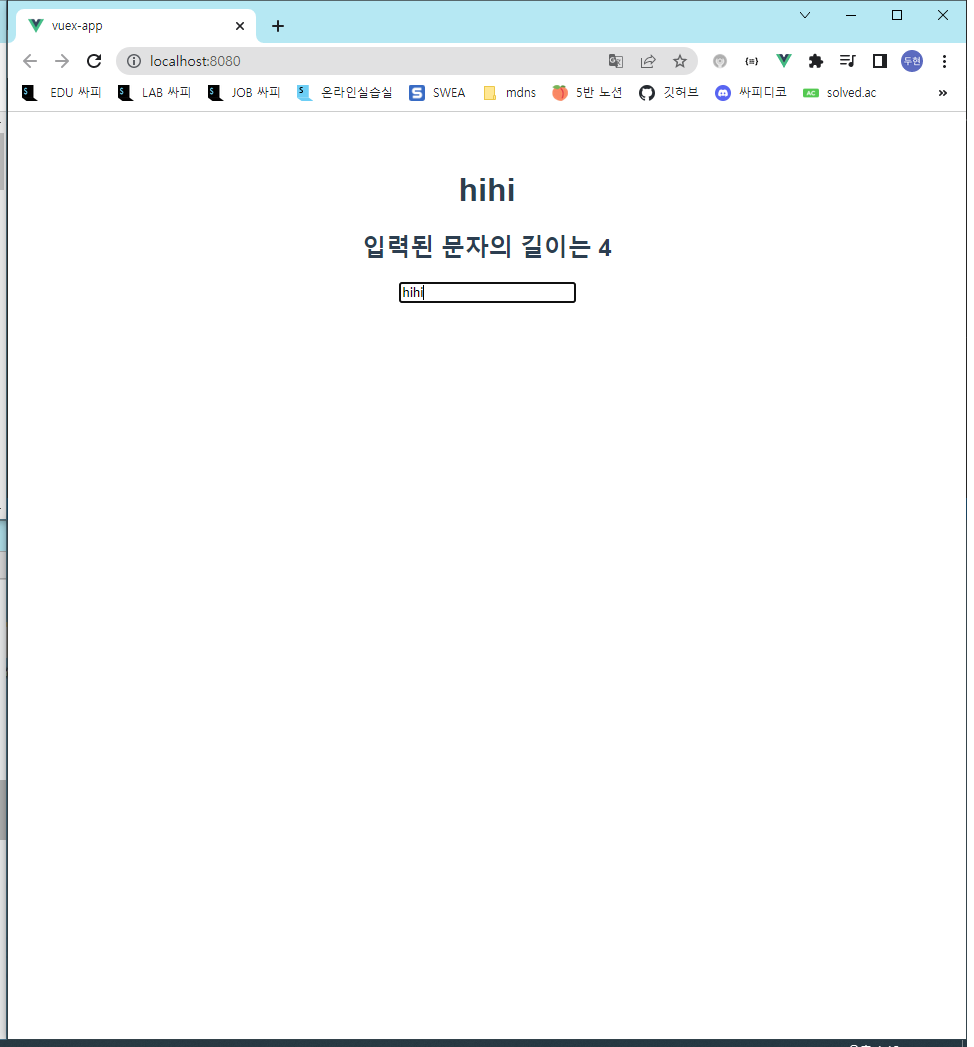 vuex-app
localhost:8080
두현
EDU 싸피 LAB 싸피 JOB 싸피 온라인실습실 SWEA mdns 5반 노션 깃허브 싸피디코 AC solved.ac »
hihi
입력된 문자의 길이는 4
hihi